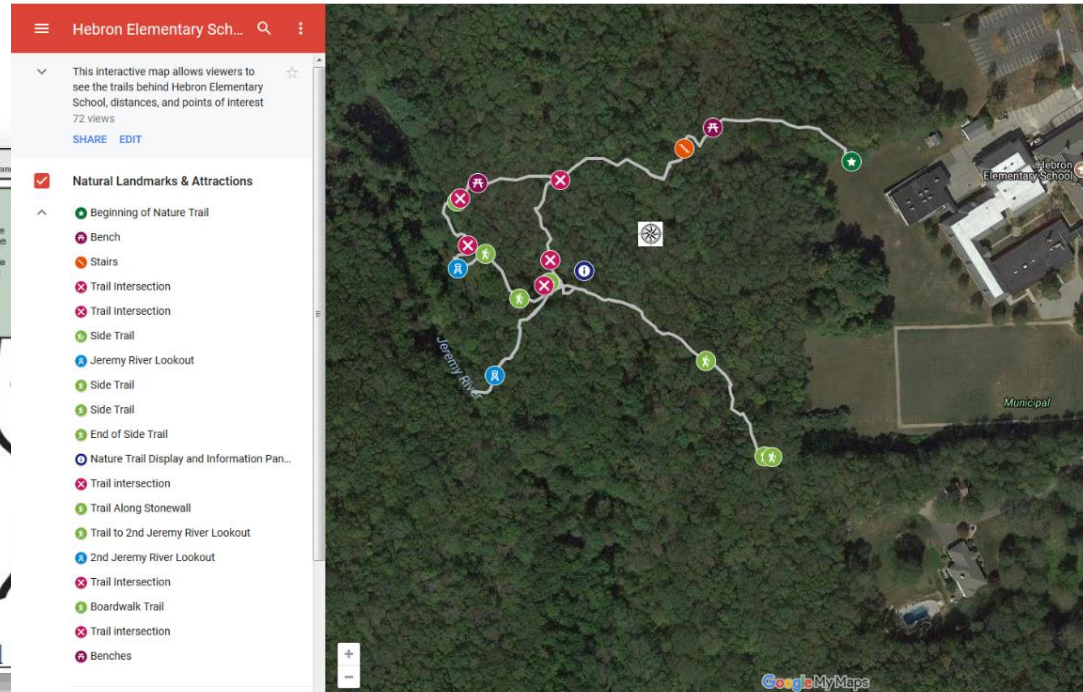 Hebron Elementary Sch...
This interactive map allows viewers to
see the trails behind Hebron Elementary
School, distances, and points of interest
72 views
SHARE EDIT
Natural Landmarks & Attractions
Beginning of Nature Trail
Bench
Stairs
Trail Intersection
Trail Intersection
Side Trail
Jeremy River Lookout
Side Trail
Side Trail
End of Side Trail
Nature Trail Display and Information Pan...
Trail intersection
Trail Along Stonewall
Trail to 2nd Jeremy River Lookout
2nd Jeremy River Lookout
Trail Intersection
Boardwalk Trail
Trail intersection
Benches
Hebron
Elementary School
Jeremy River
Municipal
Google My Maps